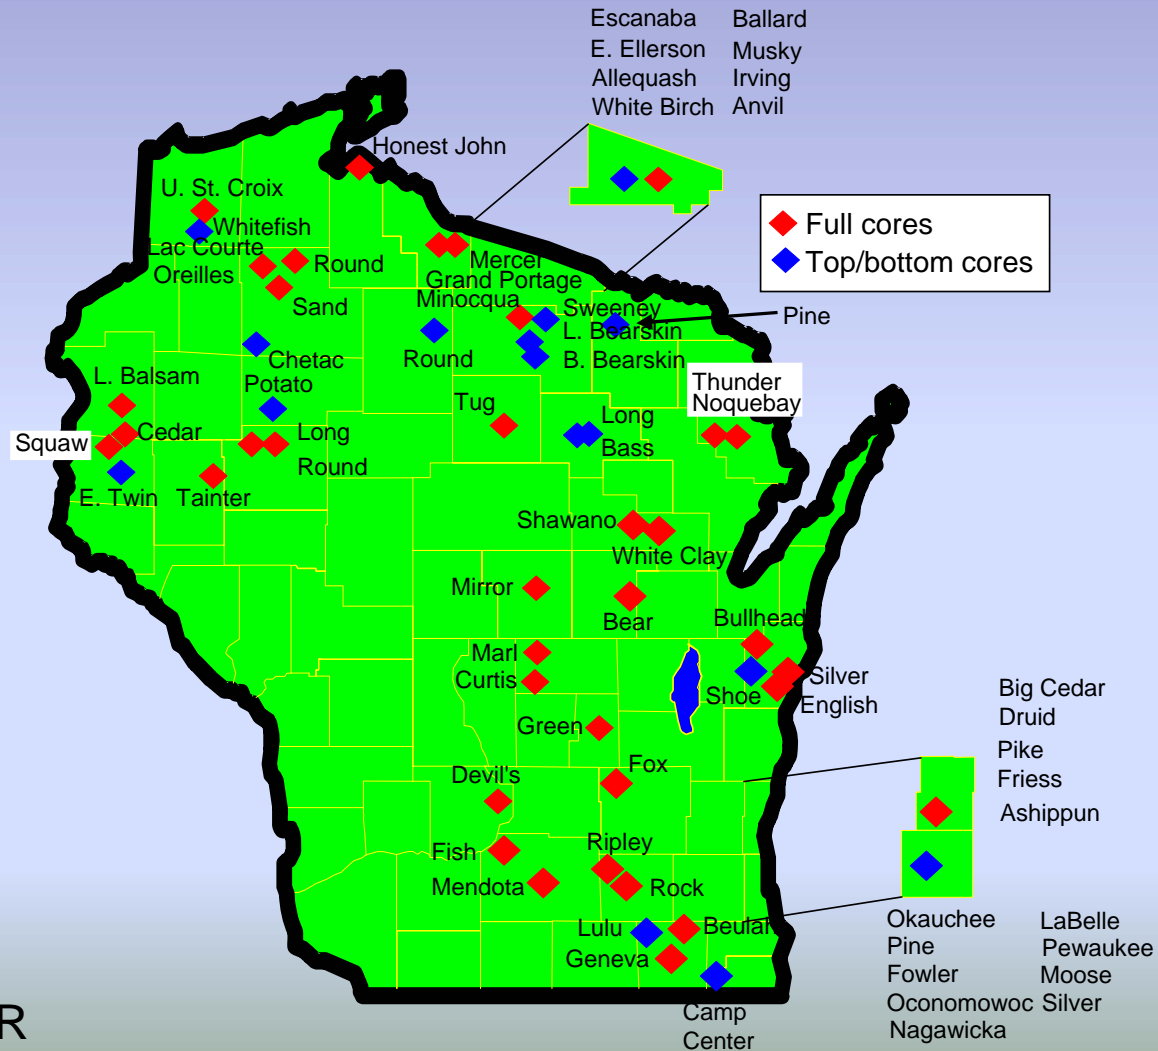 Escanaba Ballard
E. Ellerson Musky
Allequash Irving
White Birch Anvil
Honest John
U. St. Croix
Whitefish
Lac Courte
Oreilles
Round
Sand
Mercer
Grand Portage
Minocqua
Sweeney
L. Bearskin
B. Bearskin
Round
Full cores
Top/bottom cores
Pine
Chetac
Potato
L. Balsam
Squaw
Cedar
E. Twin
Tainter
Long
Round
Tug
Long
Bass
Thunder
Noquebay
Shawano
White Clay
Mirror
Bear
Bullhead
Marl
Curtis
Shoe
Silver
English
Green
Devil's
Fox
Fish
Mendota
Ripley
Rock
Lulu
Beulah
Geneva
Camp
Center
Big Cedar
Druid
Pike
Friess
Ashippun
Okauchee LaBelle
Pine Pewaukee
Fowler Moose
Oconomowoc Silver
Nagawicka
R